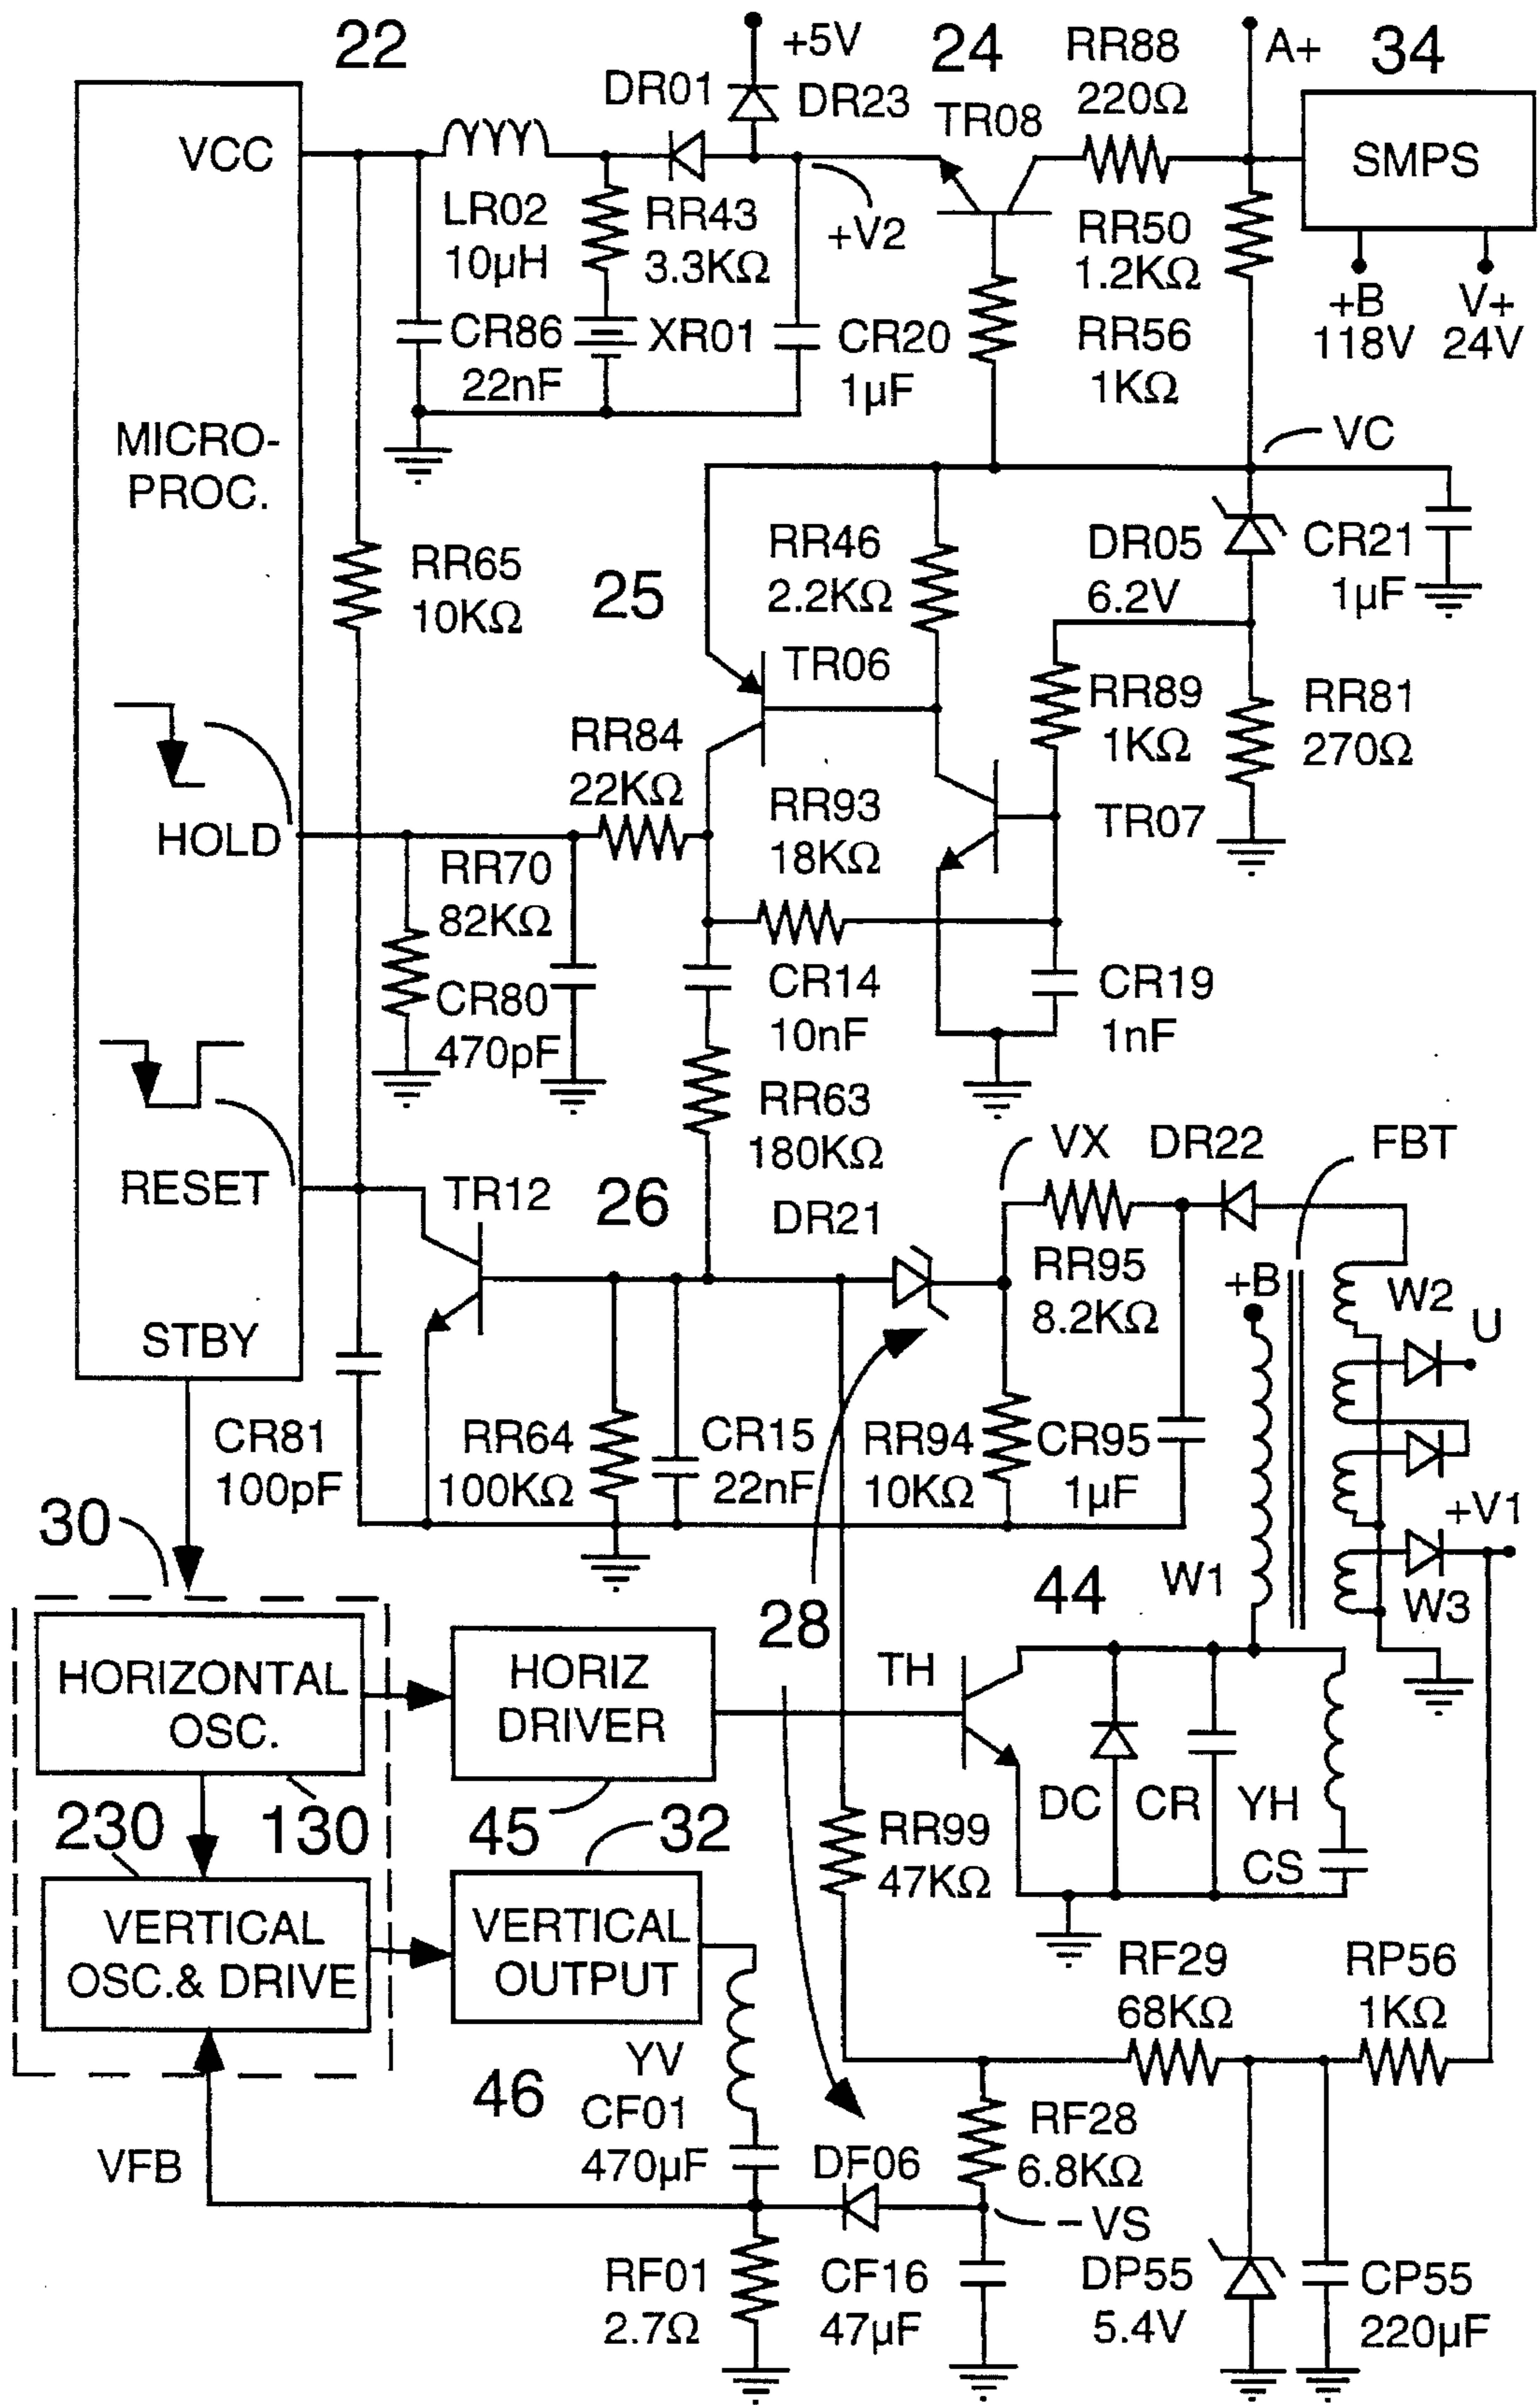 22
+5V
24
RR88
220Ω
A+
34
DR01
DR23
TR08
VCC
SMPS
LR02
10µH
RR43
3.3KΩ
+V2
RR50
1.2KΩ
+B
118V
V+
24V
CR86
22nF
XR01
CR20
1µF
RR56
1KΩ
VC
MICRO-
PROC.
RR65
10KΩ
25
RR46
2.2KΩ
DR05
6.2V
CR21
1µF
TR06
RR89
1KΩ
RR81
270Ω
RR84
22KΩ
RR93
18KΩ
TR07
HOLD
RR70
82KΩ
CR80
470pF
CR14
10nF
CR19
1nF
RR63
180KΩ
VX
DR22
FBT
RESET
TR12
26
DR21
RR95
8.2KΩ
+B
W2
U
STBY
CR81
100pF
RR64
100KΩ
CR15
22nF
RR94
10KΩ
CR95
1µF
30
+V1
W1
W3
28
44
HORIZONTAL
OSC.
HORIZ
DRIVER
TH
DC
CR
YH
CS
230
130
45
32
RR99
47KΩ
VERTICAL
OSC.& DRIVE
VERTICAL
OUTPUT
RF29
68KΩ
RP56
1KΩ
YV
46
CF01
470µF
VFB
DF06
RF28
6.8KΩ
VS
RF01
2.7Ω
CF16
47µF
DP55
5.4V
CP55
220µF